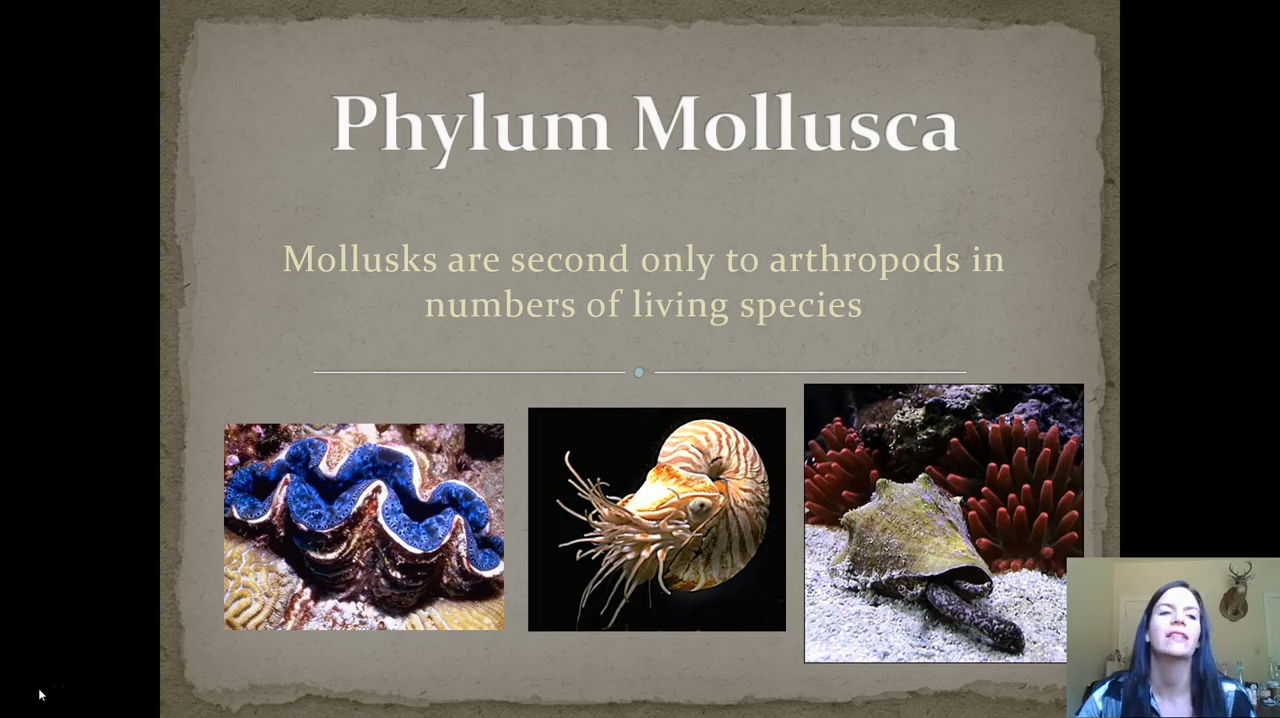 Phylum Mollusca
Mollusks are second only to arthropods in
numbers of living species